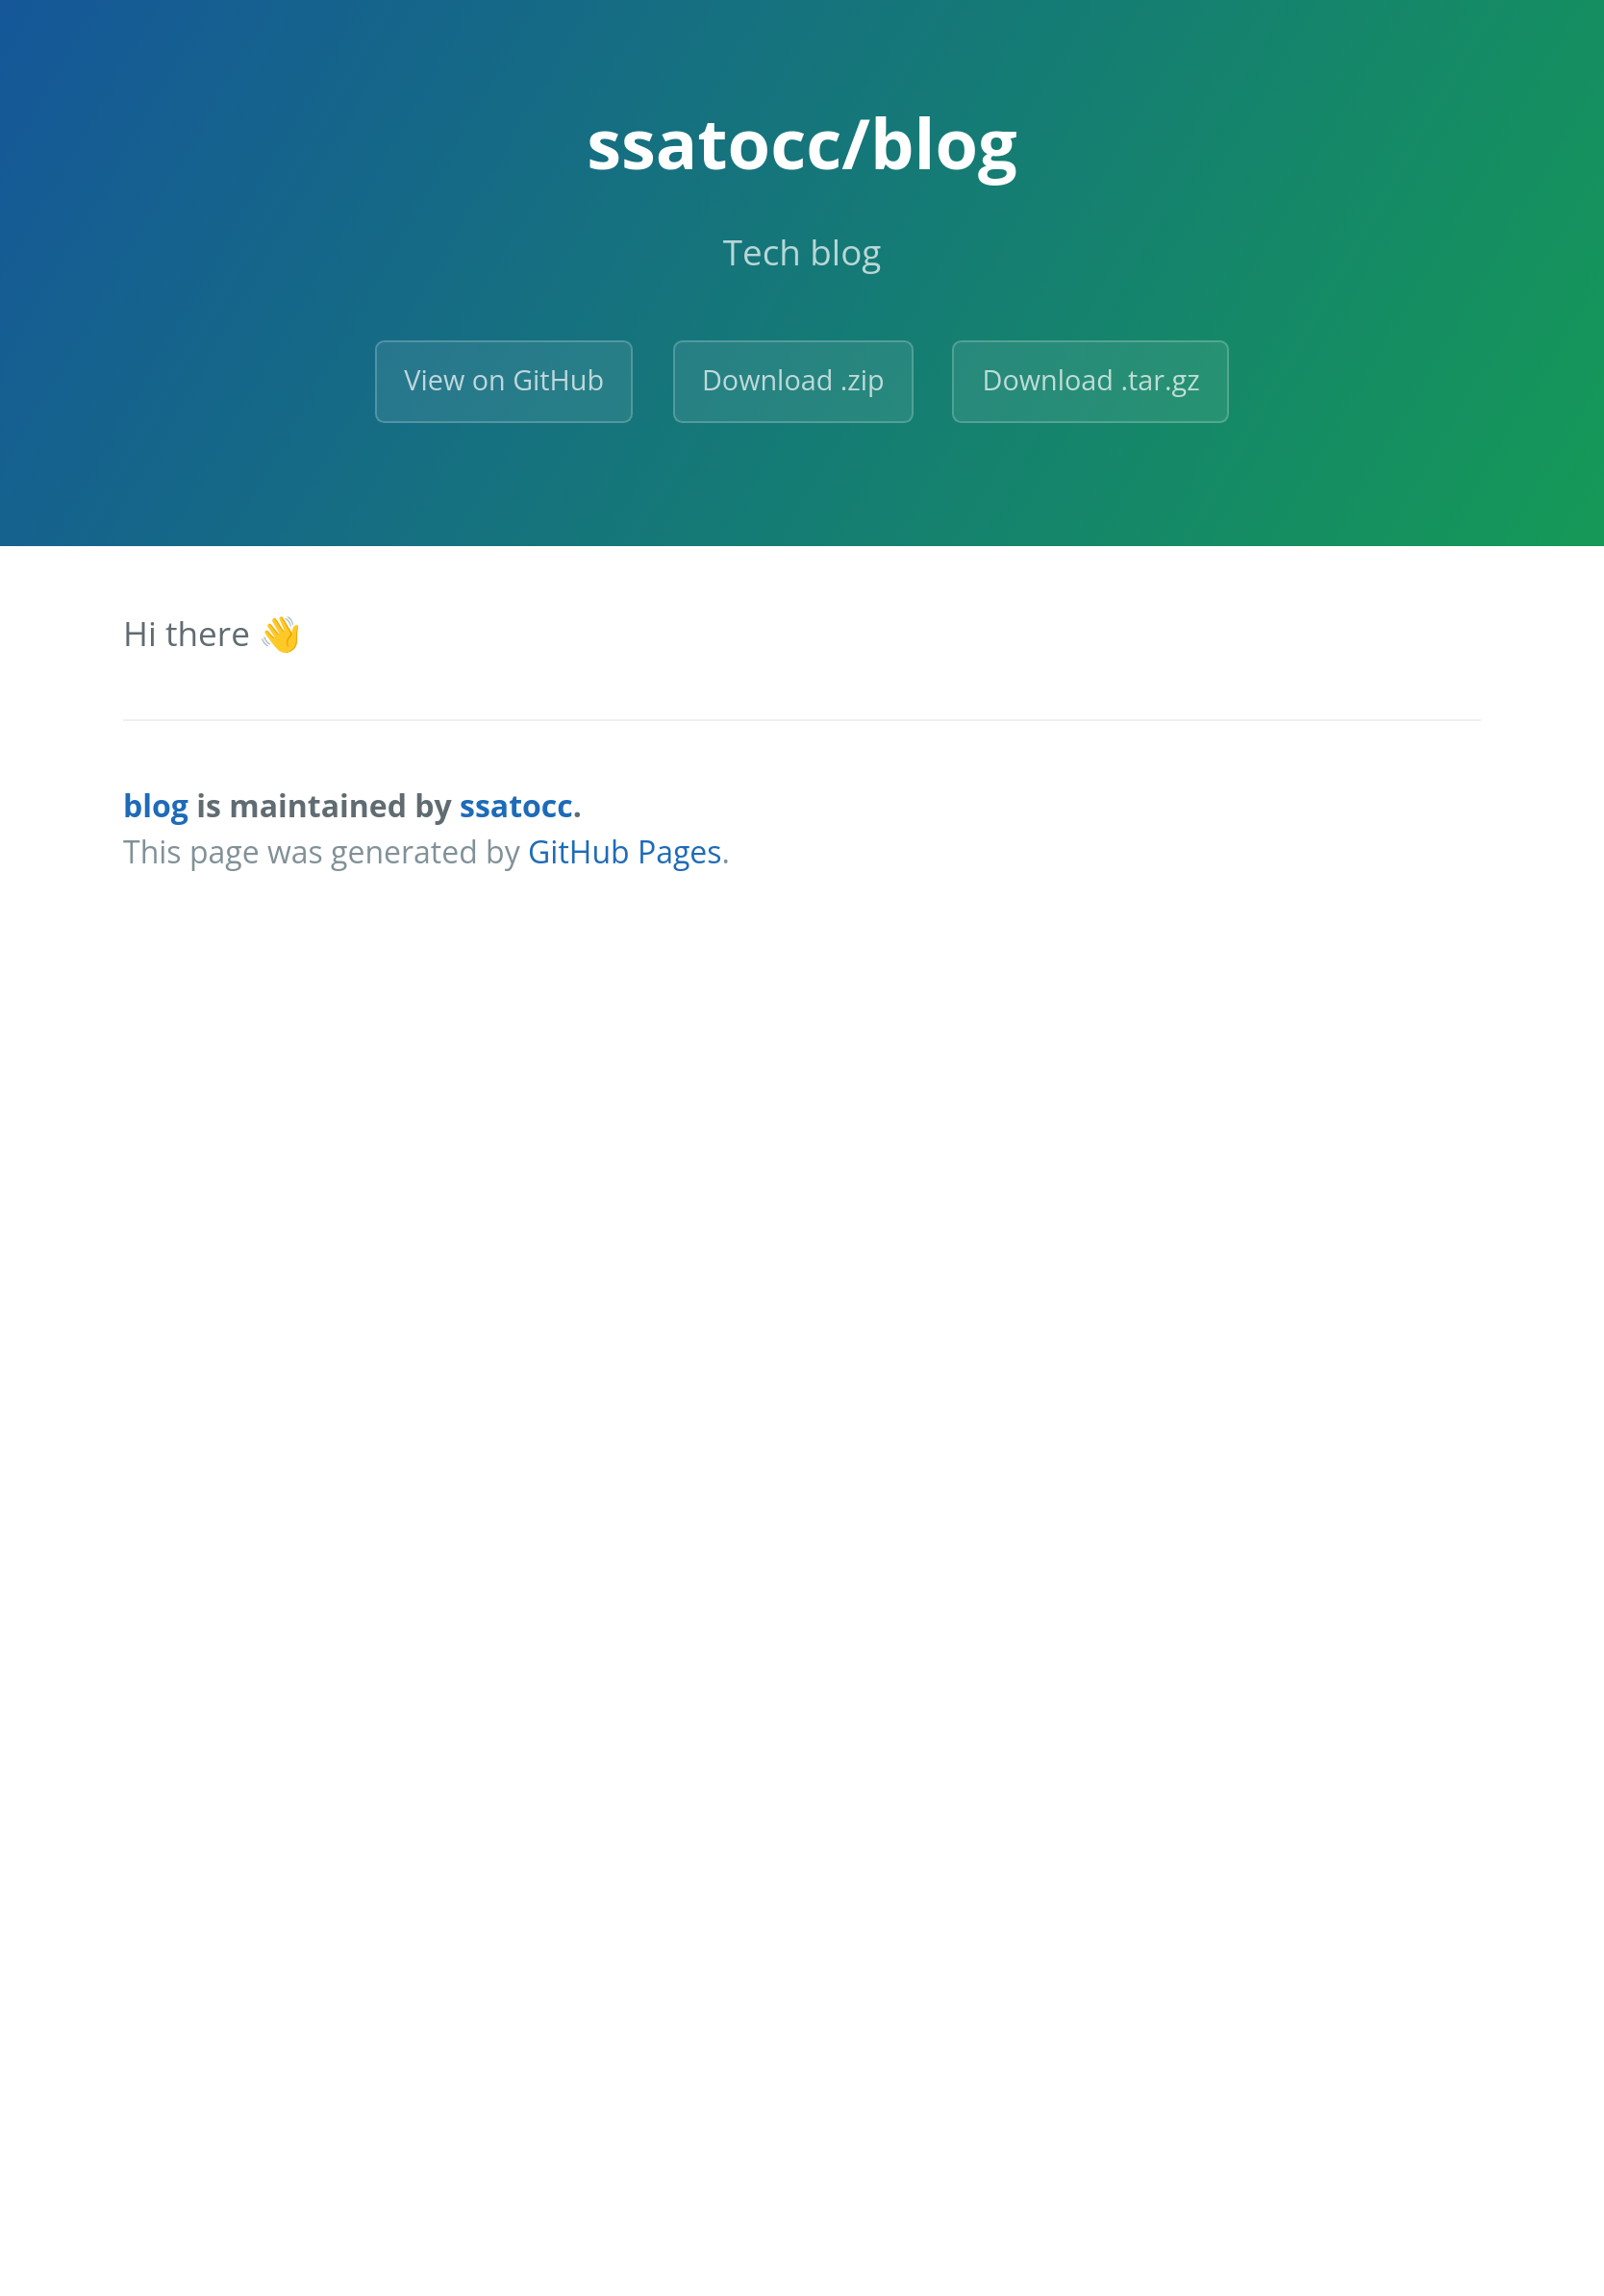 ssatocc/blog
Tech blog
View on GitHub
Download .zip
Download .tar.gz
Hi there 👋
blog is maintained by ssatocc.
This page was generated by GitHub Pages.